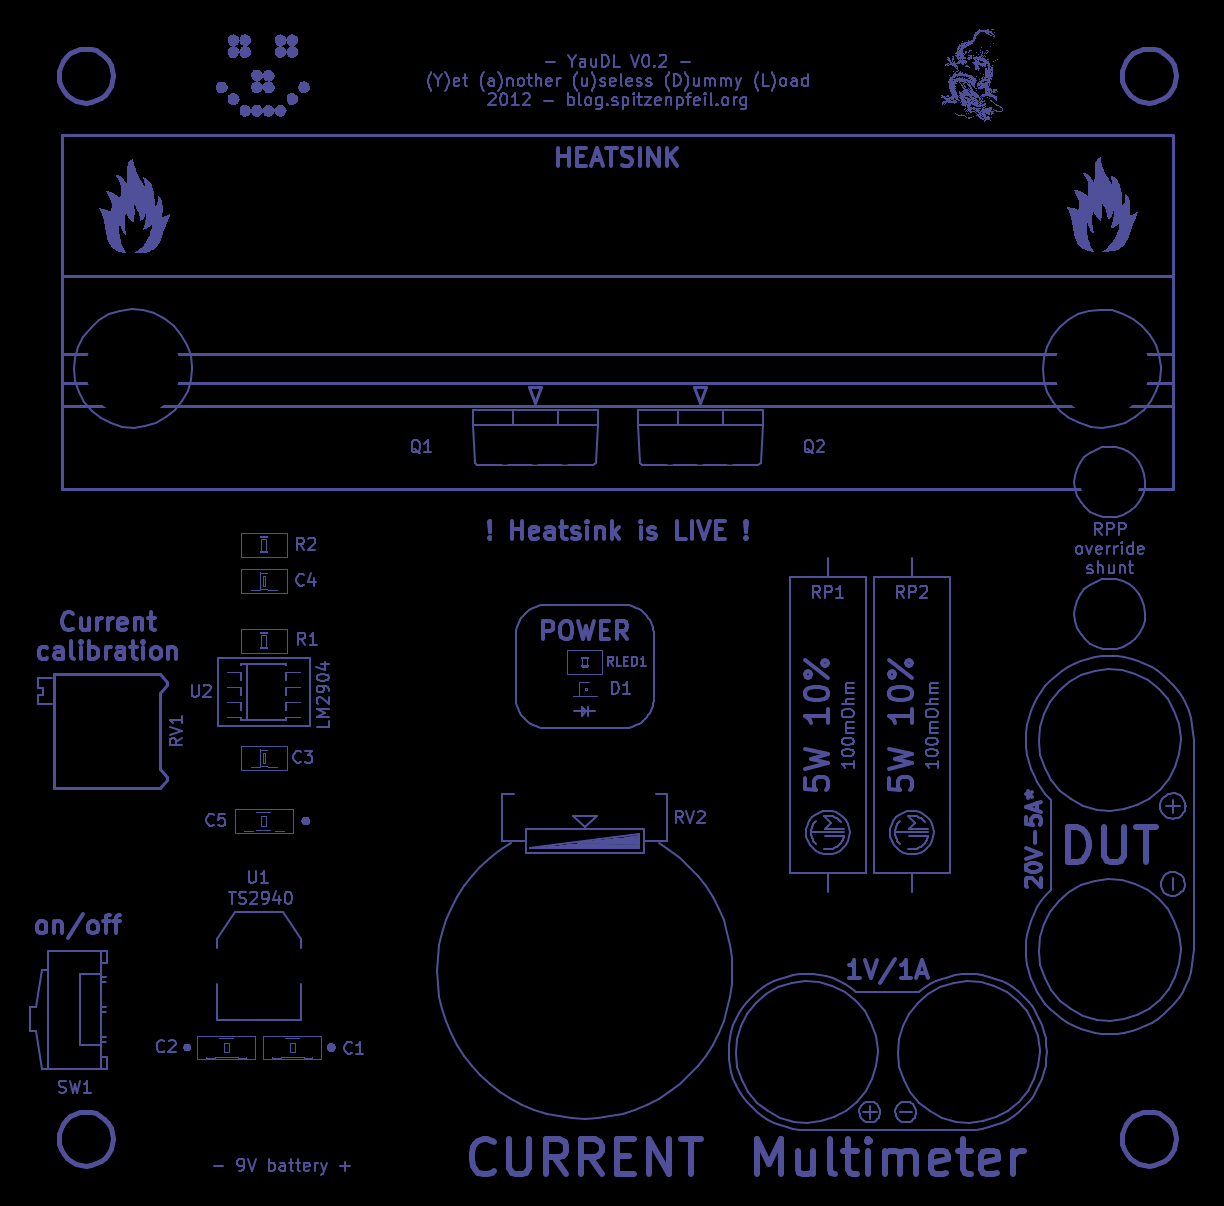 - YauDL V0.2 -
(Y)et (a)nother (u)seless (D)ummy (L)oad
2012 - blog.spitzenpfeil.org
HEATSINK
Q1
Q2
! Heatsink is LIVE !
RPP
override
shunt
R2
C4
Current
calibration
R1
U2
LM2904
RV1
C3
C5
POWER
RLED1
D1
RP1
5W 10%
100mOhm
RP2
5W 10%
100mOhm
RV2
+
20V-5A*
DUT
-
U1
TS2940
on/off
1V/1A
C2
C1
SW1
+ -
- 9V battery +
CURRENT
Multimeter